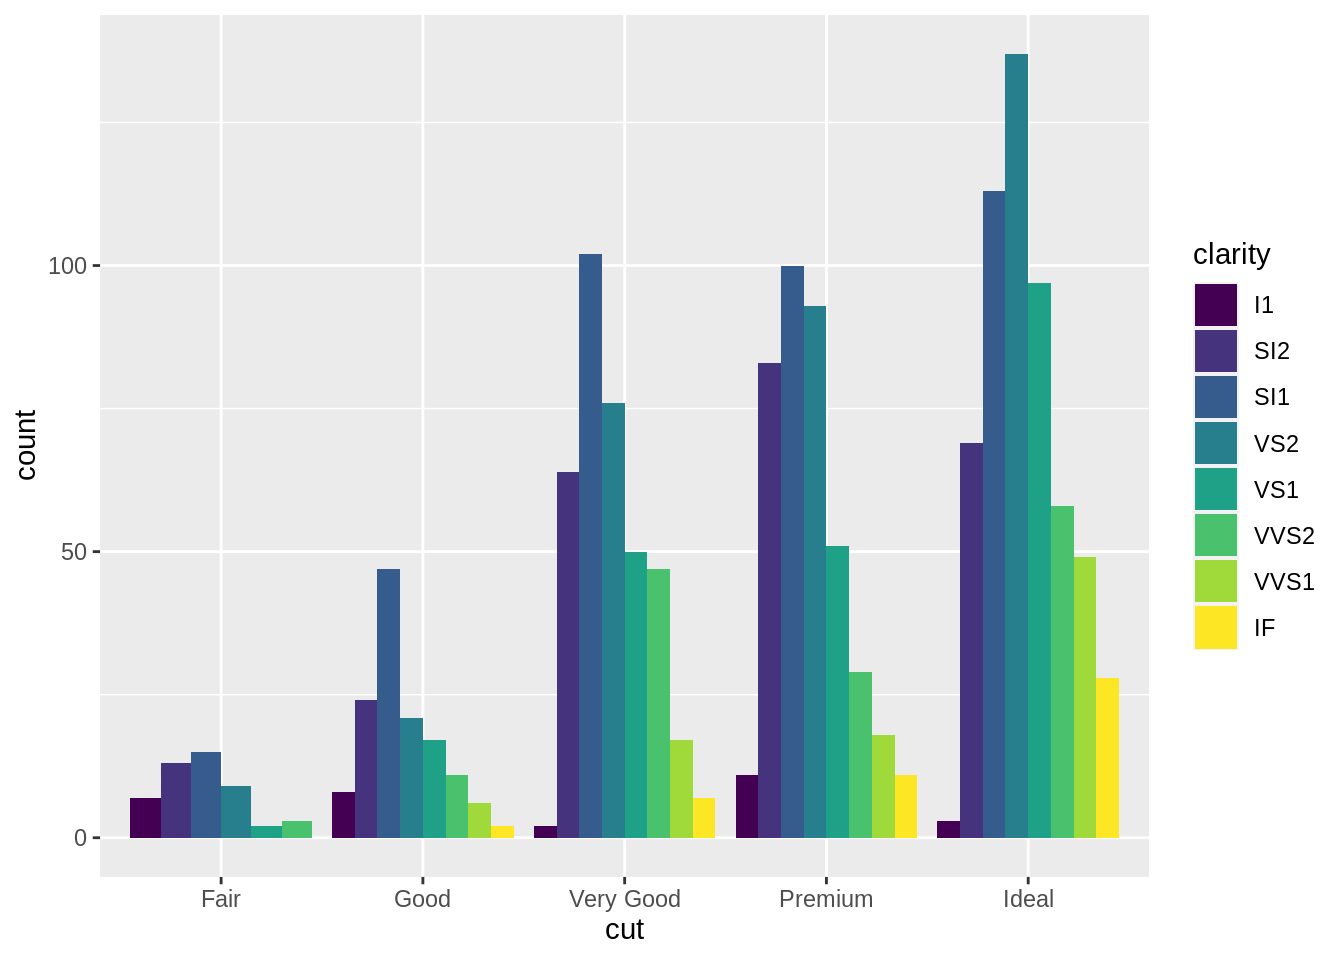 100
50
0
count
Fair
Good
Very Good
Premium
Ideal
cut
clarity
I1
SI2
SI1
VS2
VS1
VVS2
VVS1
IF